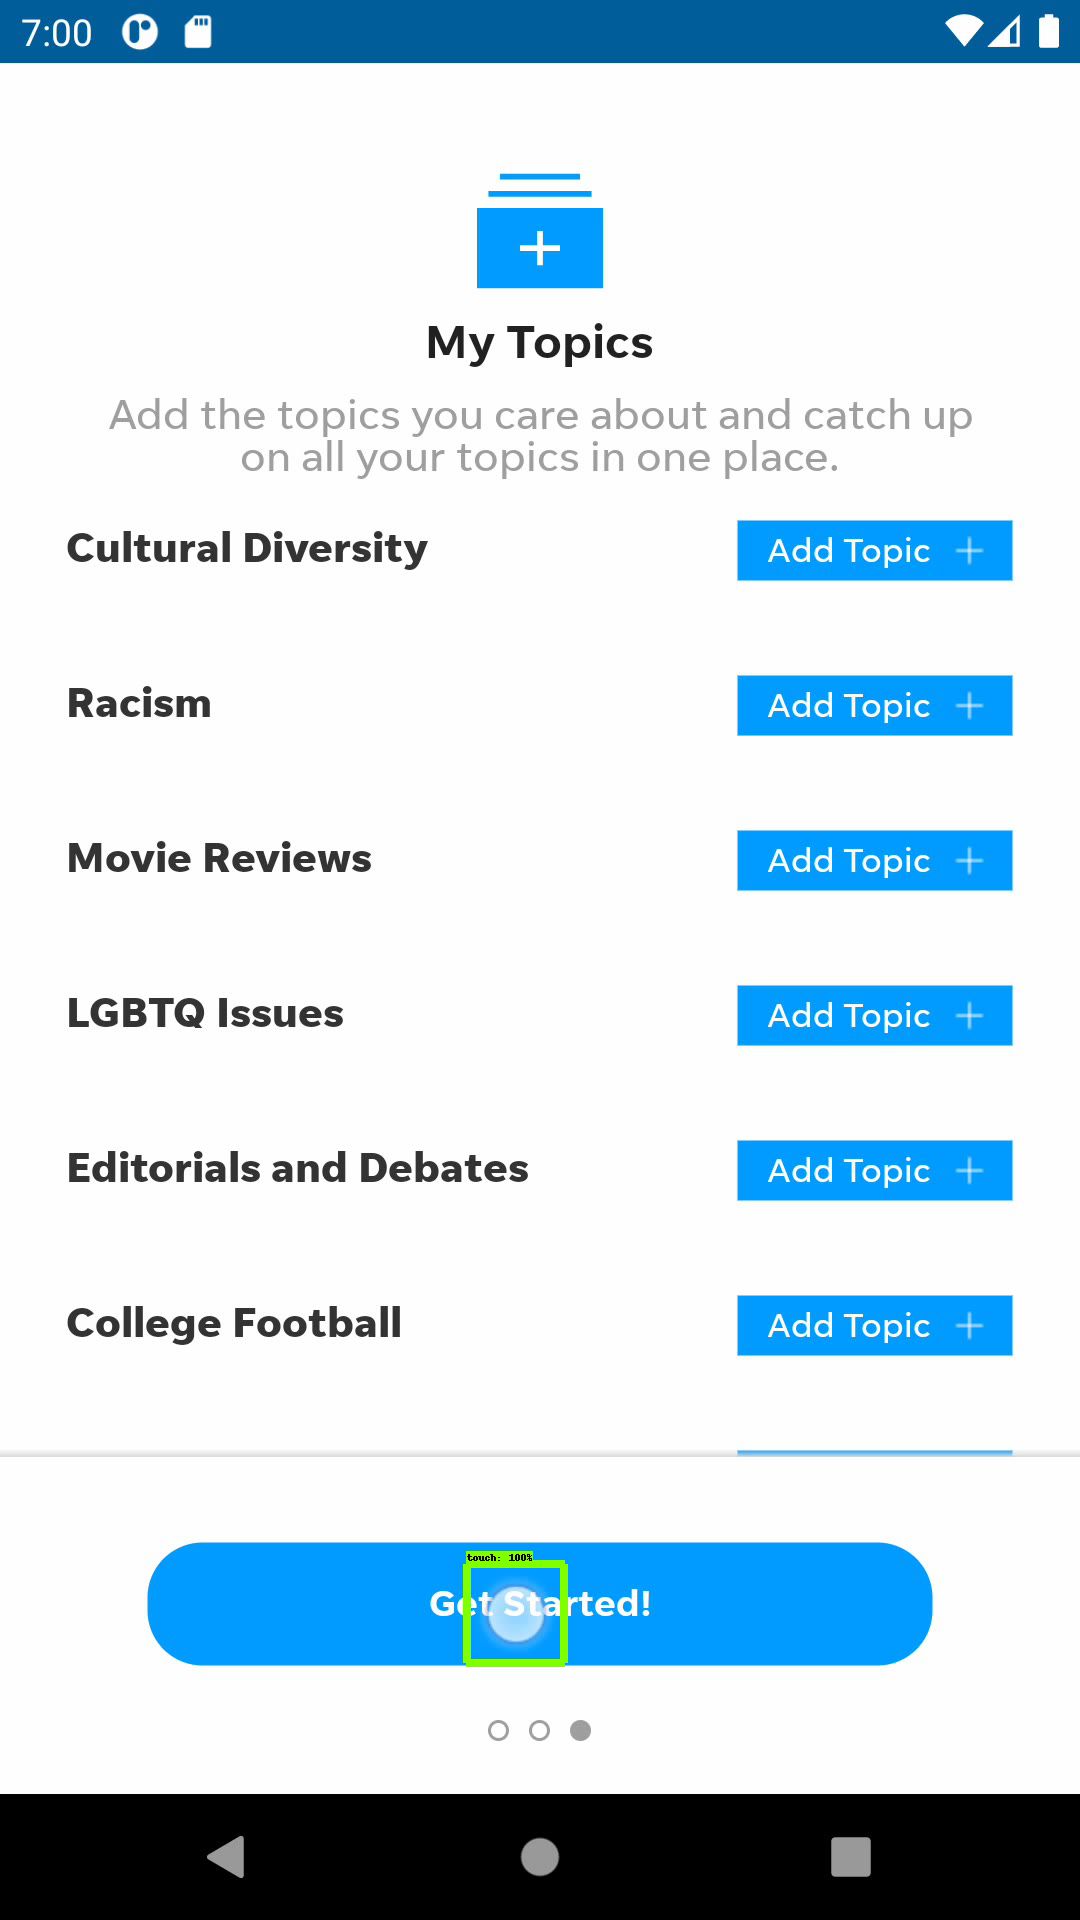 7:00
My Topics
Add the topics you care about and catch up
on all your topics in one place.
Cultural Diversity
Add Topic
Racism
Add Topic
Movie Reviews
Add Topic
LGBTQ Issues
Add Topic
Editorials and Debates
Add Topic
College Football
Add Topic
touch: 100%
Get Started!